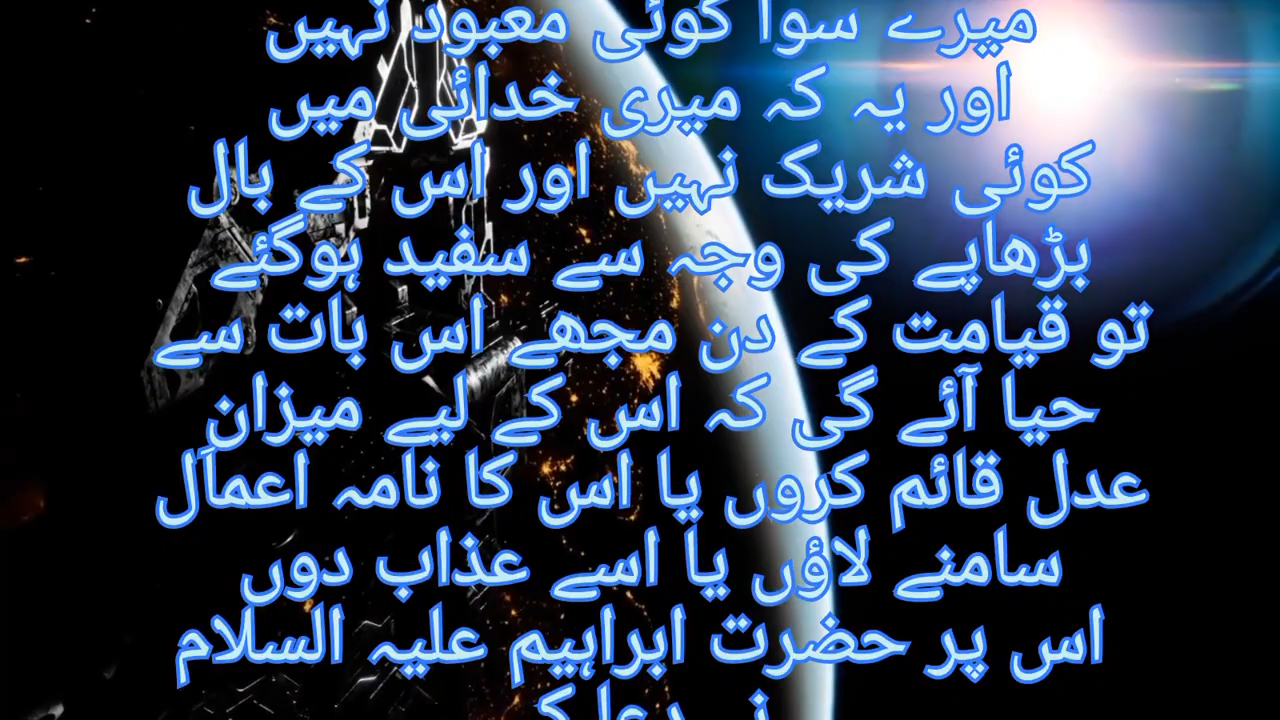 میرے سوا کوئی معبود نہیں
اور یہ کہ میری خدائی میں
کوئی شریک نہیں اور اس کے بال
بڑھاپے کی وجہ سے سفید ہوگئے
تو قیامت کے دن مجھے اس بات سے
حیا آئے گی کہ اس کے لیے میزانِ
عدل قائم کروں یا اس کا نامہ اعمال
سامنے لاؤں یا اسے عذاب دوں
اس پر حضرت ابراہیم علیہ السلام
نے دعا کی